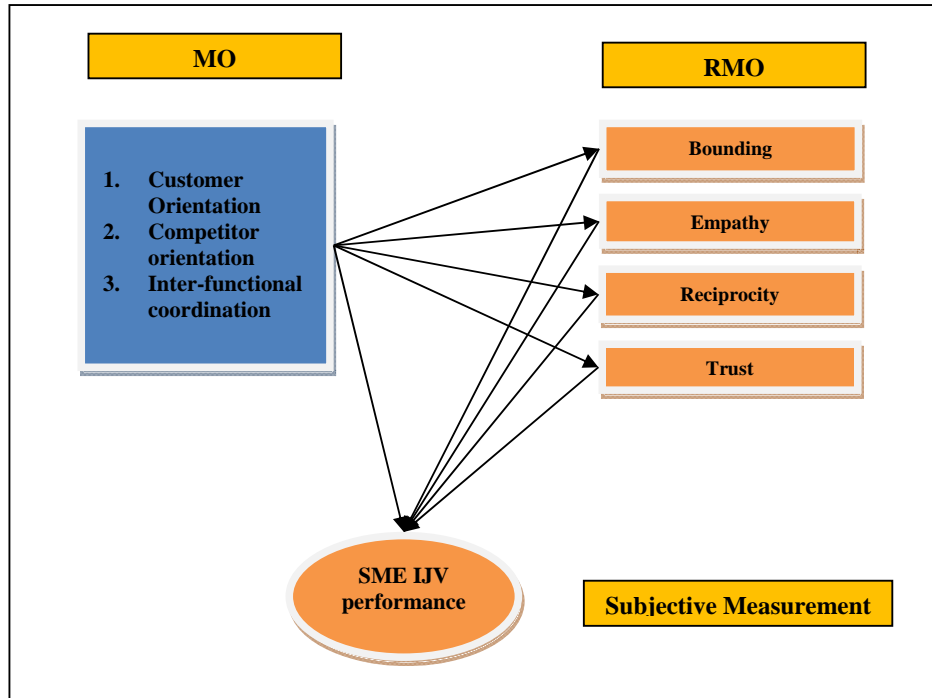 MO
RMO
1. Customer
Orientation
2. Competitor
orientation
3. Inter-functional
coordination
Bounding
Empathy
Reciprocity
Trust
SME IJV
performance
Subjective Measurement